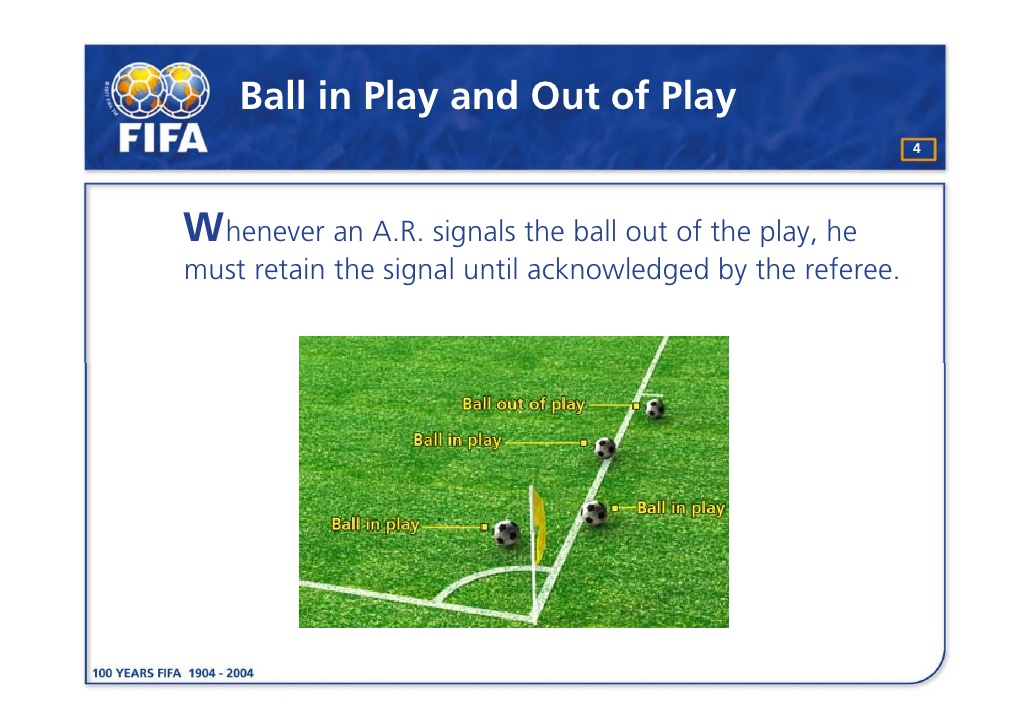 FIFA
Ball in Play and Out of Play
4
Whenever an A.R. signals the ball out of the play, he
must retain the signal until acknowledged by the referee.
Ball out of play
Ball in play
Ball in play
Ball in play
100 YEARS FIFA 1904 - 2004